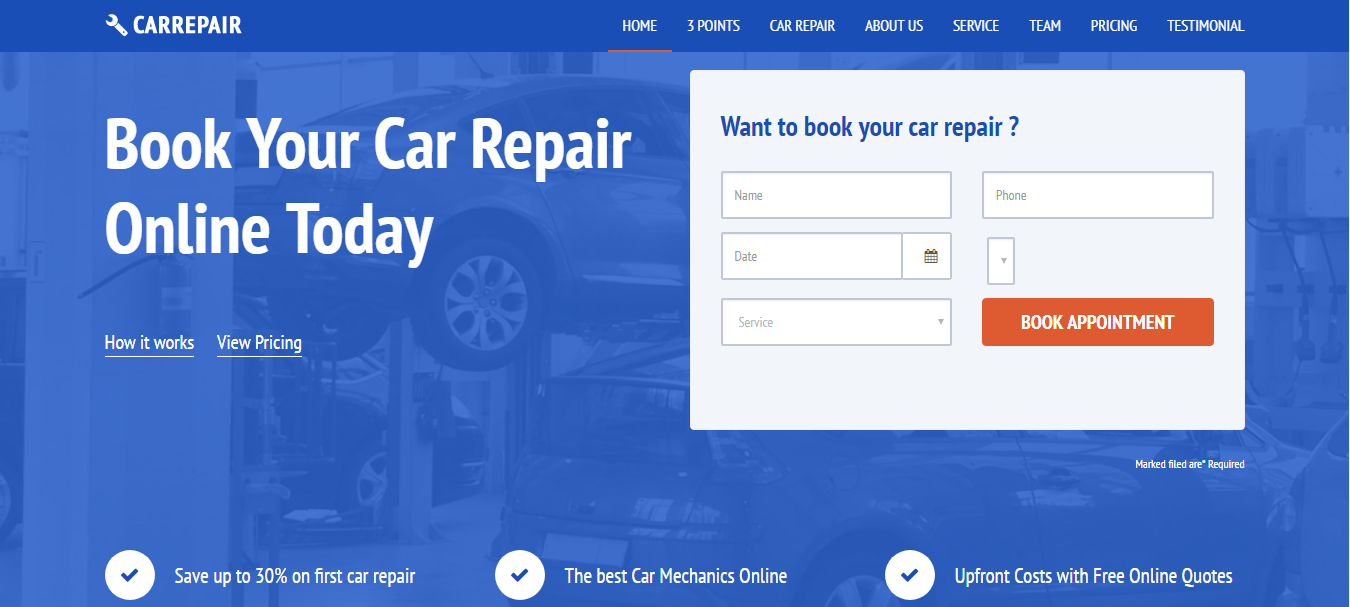 CARREPAIR
HOME 3 POINTS CAR REPAIR ABOUT US SERVICE TEAM PRICING TESTIMONIAL
Book Your Car Repair
Online Today
How it works View Pricing
Want to book your car repair ?
Name Phone
Date
Service BOOK APPOINTMENT
Marked filed are* Required
Save up to 30% on first car repair
The best Car Mechanics Online
Upfront Costs with Free Online Quotes